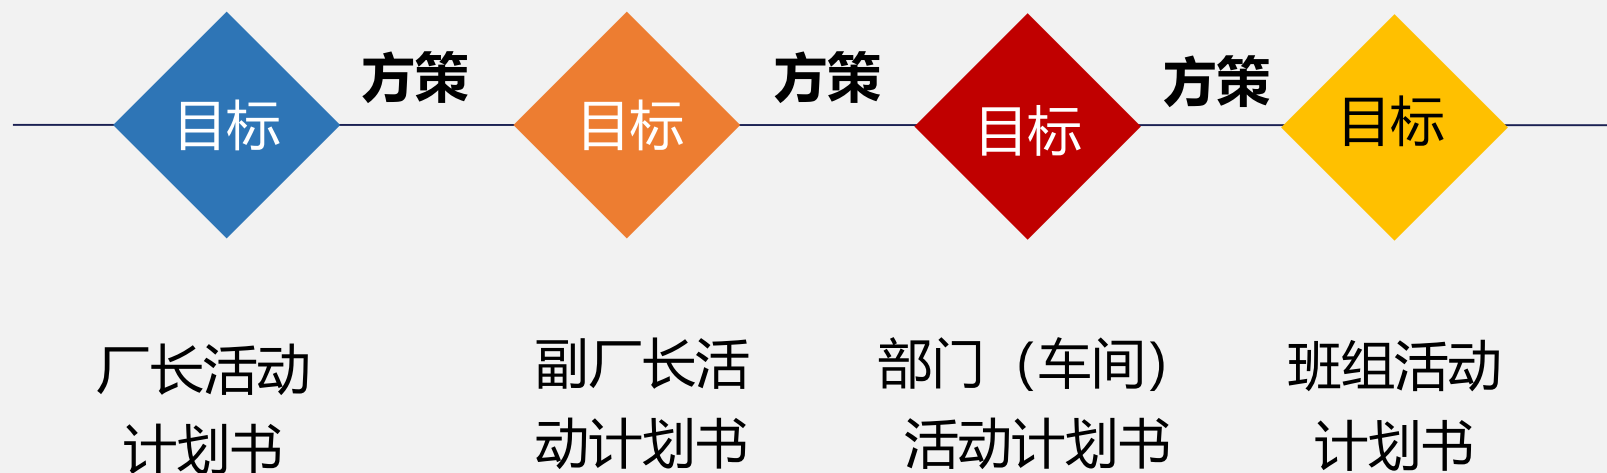 目标
方策
目标
方策
目标
方策
目标
厂长活动
计划书
副厂长活
动计划书
部门（车间）
活动计划书
班组活动
计划书